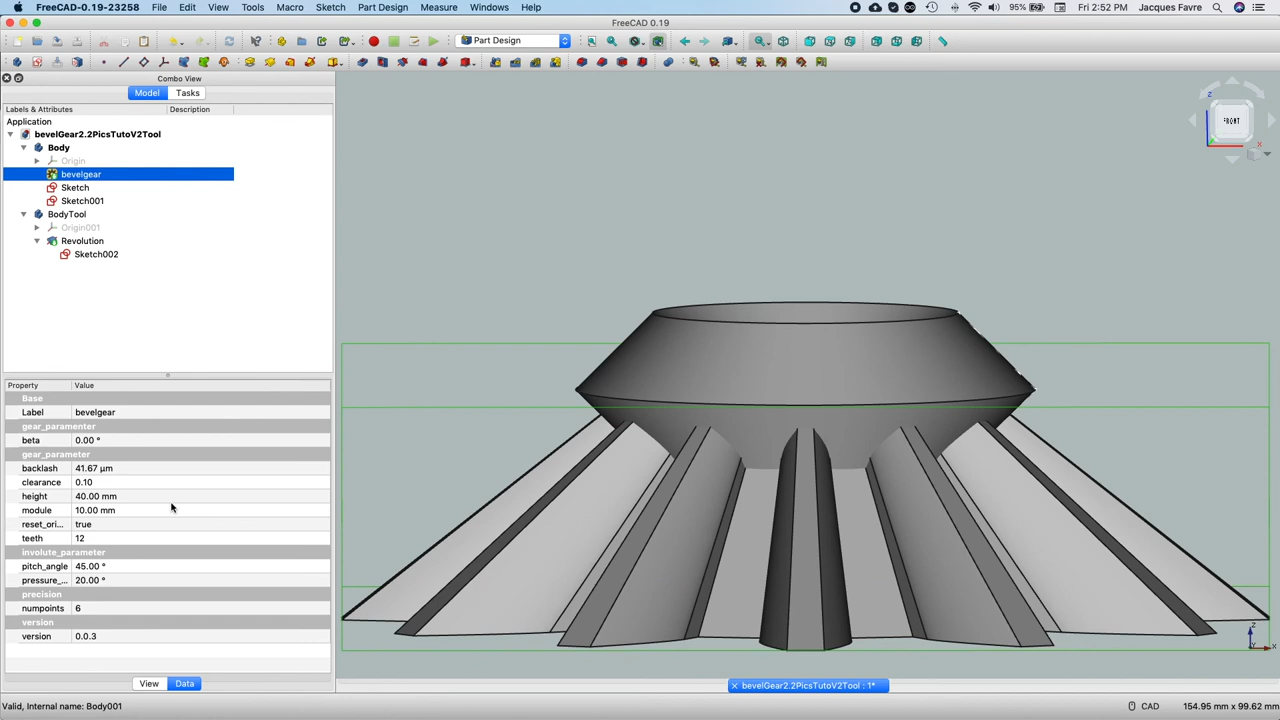 FreeCAD-0.19-23258 File Edit View Tools Macro Sketch Part Design Measure Windows Help 95% Fri 2:52 PM Jacques Favre
FreeCAD 0.19
Part Design
Combo View
Model Tasks
Labels & Attributes Description
Application
bevelGear2.2PicsTutoV2Tool
Body
Origin
bevelgear
Sketch
Sketch001
BodyTool
Origin001
Revolution
Sketch002
Property Value
Base
Label bevelgear
gear_paramenter
beta 0.00 °
gear_parameter
backlash 41.67 µm
clearance 0.10
height 40.00 mm
module 10.00 mm
reset_ori... true
teeth 12
involute_parameter
pitch_angle 45.00 °
pressure_... 20.00 °
precision
numpoints 6
version
version 0.0.3
View Data
Z
FRONT
X
Z
Y
X
bevelGear2.2PicsTutoV2Tool : 1*
Valid, Internal name: Body001 CAD 154.95 mm x 99.62 mm